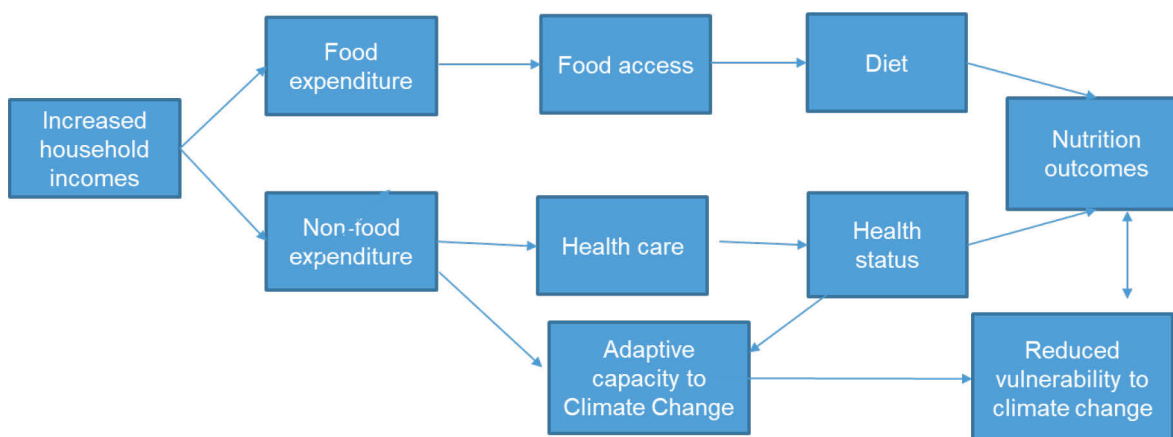 Food
expenditure
Food access
Diet
Increased
household
incomes
Nutrition
outcomes
Non-food
expenditure
Health care
Health
status
Adaptive
capacity to
Climate Change
Reduced
vulnerability to
climate change